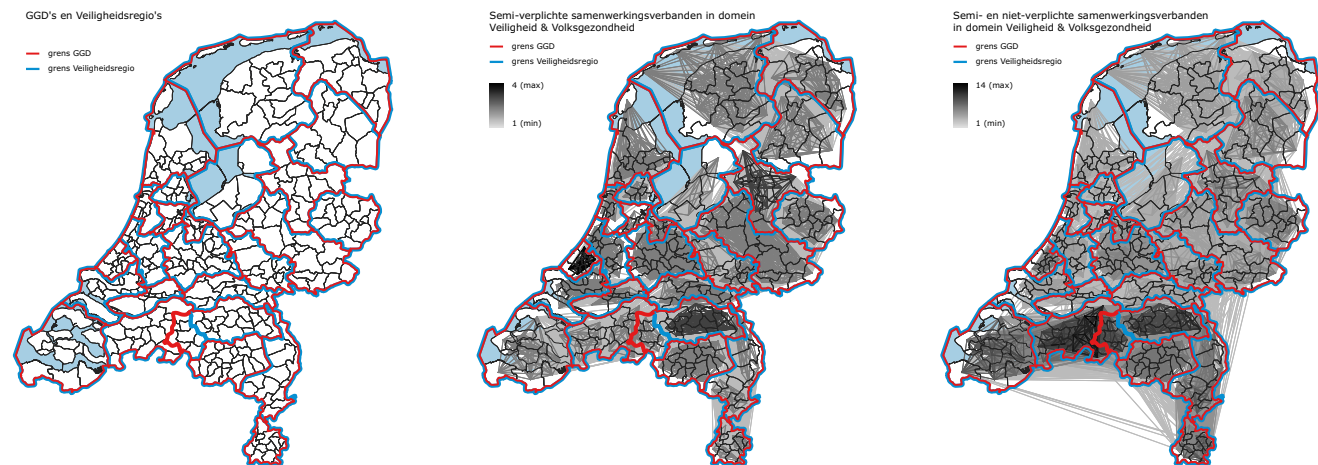 GGD's en Veiligheidsregio's
grens GGD
grens Veiligheidsregio
Semi-verplichte samenwerkingsverbanden in domein
Veiligheid & Volksgezondheid
grens GGD
grens Veiligheidsregio
4 (max)
1 (min)
Semi- en niet-verplichte samenwerkingsverbanden
in domein Veiligheid & Volksgezondheid
grens GGD
grens Veiligheidsregio
14 (max)
1 (min)